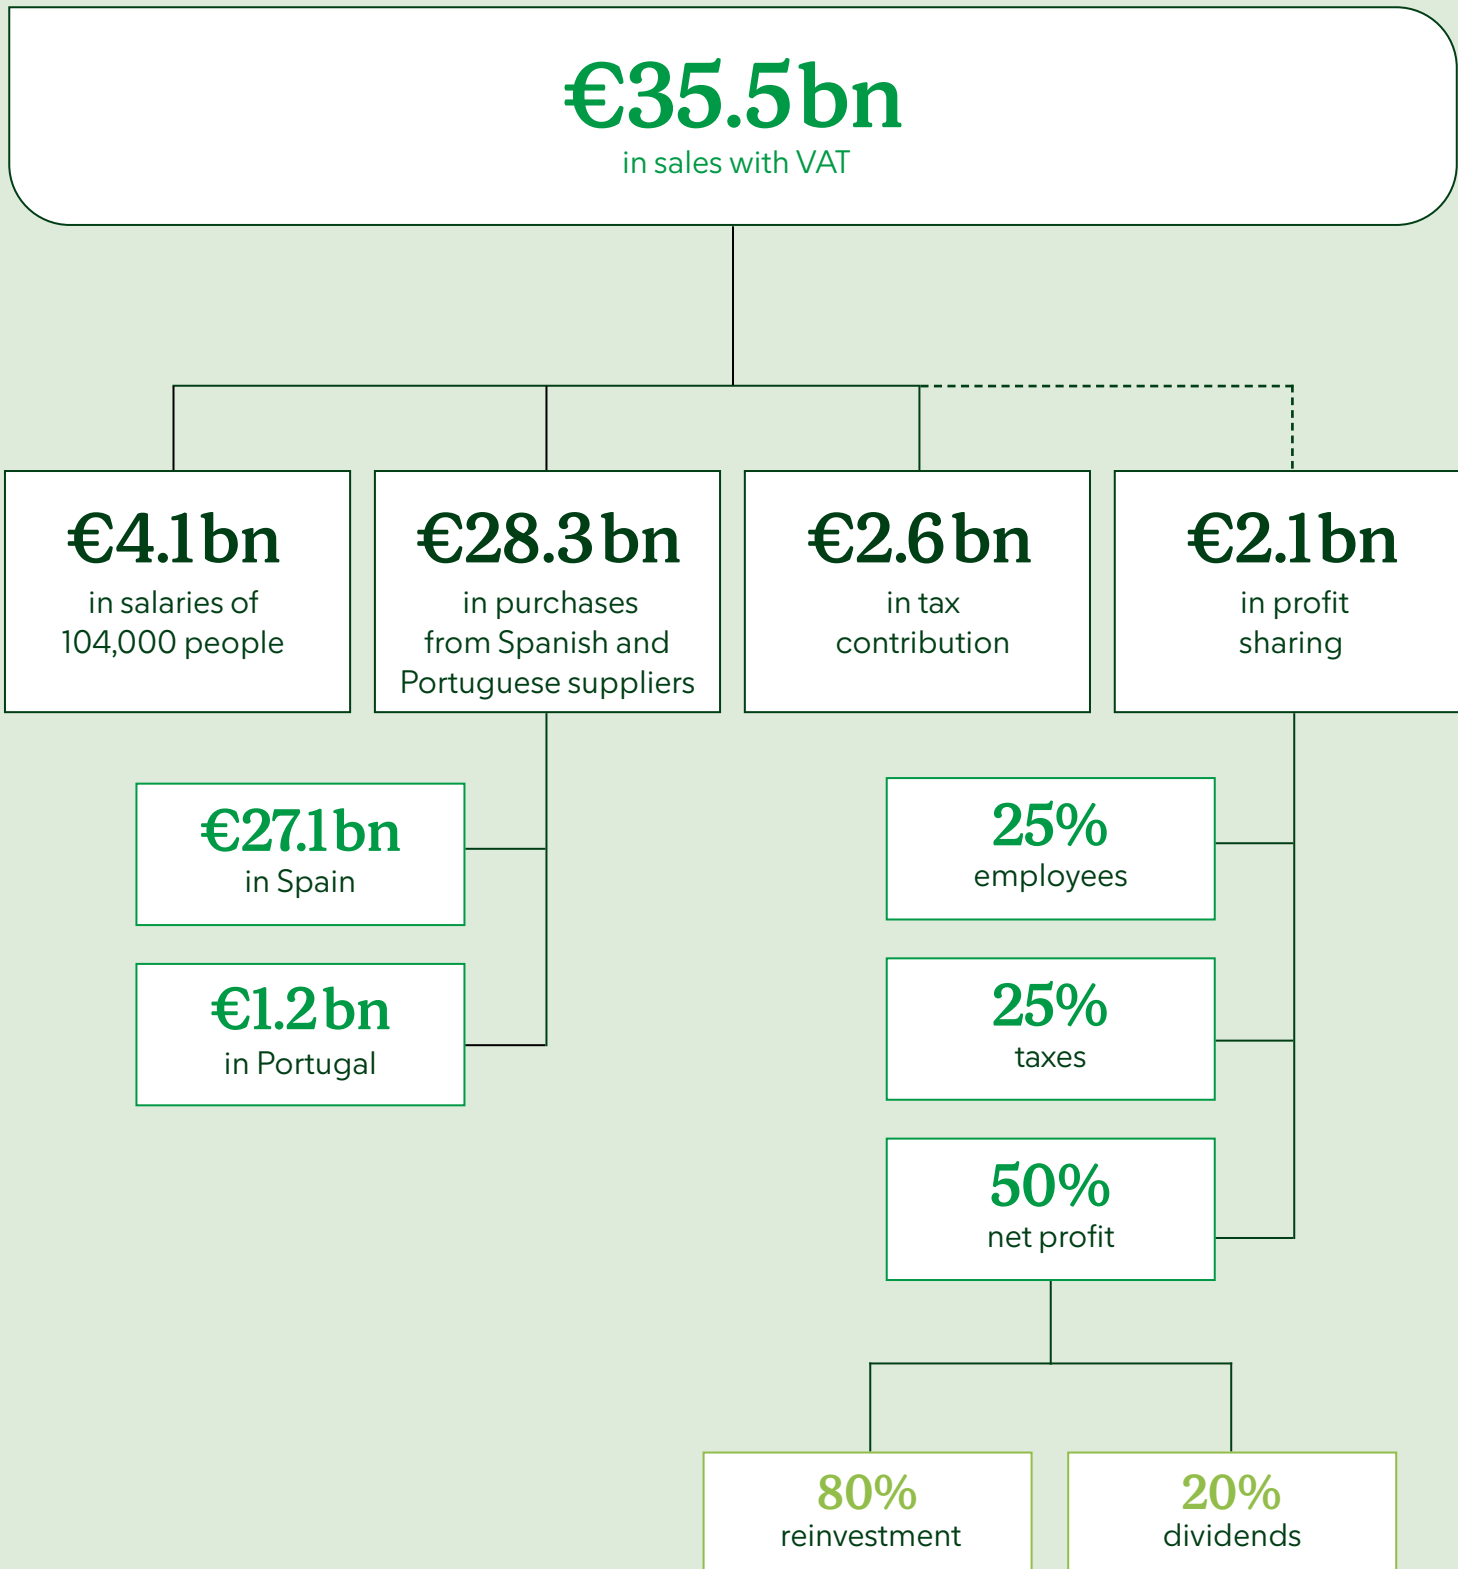 €35.5bn
in sales with VAT
€4.1bn
in salaries of
104,000 people
€28.3bn
in purchases
from Spanish and
Portuguese suppliers
€2.6bn
in tax
contribution
€2.1bn
in profit
sharing
€27.1bn
in Spain
€1.2bn
in Portugal
25%
employees
25%
taxes
50%
net profit
80%
reinvestment
20%
dividends